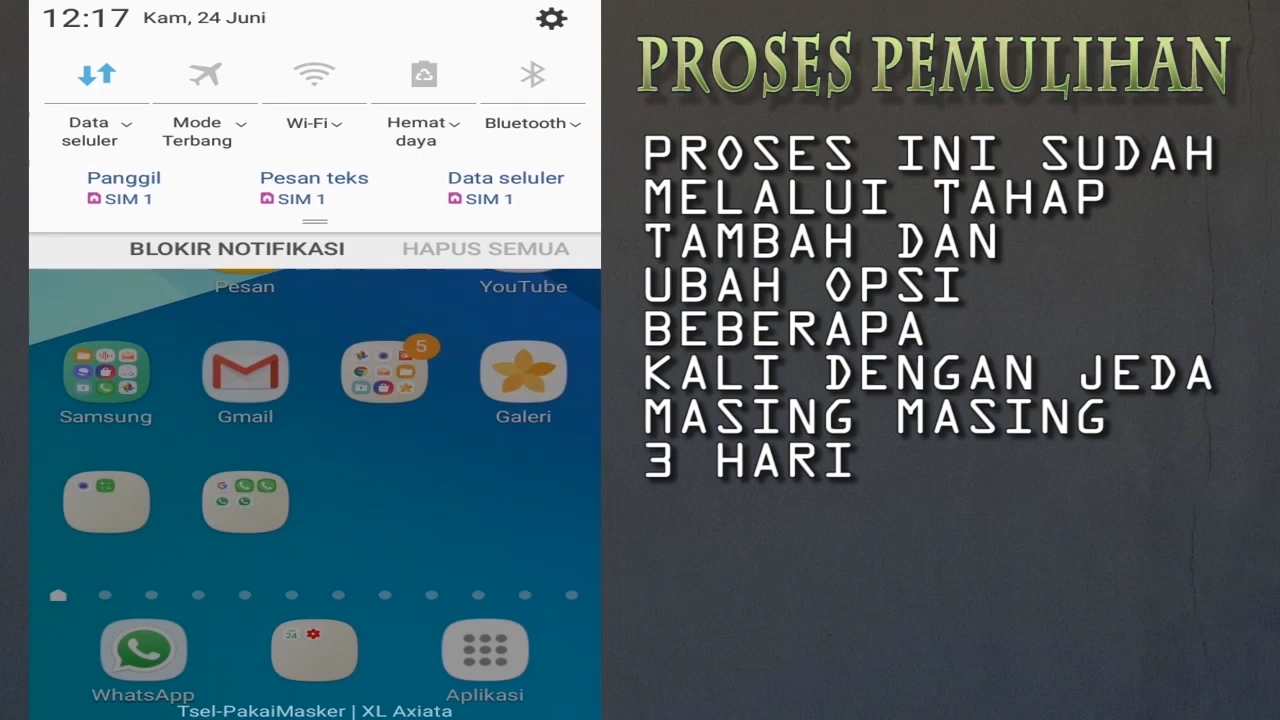 12:17 Kam, 24 Juni
Data seluler
Mode Terbang
Wi-Fi
Hemat daya
Bluetooth
Panggil
SIM 1
Pesan teks
SIM 1
Data seluler
SIM 1
BLOKIR NOTIFIKASI HAPUS SEMUA
Pesan YouTube
5
Samsung Gmail Galeri
24
WhatsApp Aplikasi
Tsel-PakaiMasker | XL Axiata
PROSES PEMULIHAN
PROSES INI SUDAH
MELALUI TAHAP
TAMBAH DAN
UBAH OPSI
BEBERAPA
KALI DENGAN JEDA
MASING MASING
3 HARI